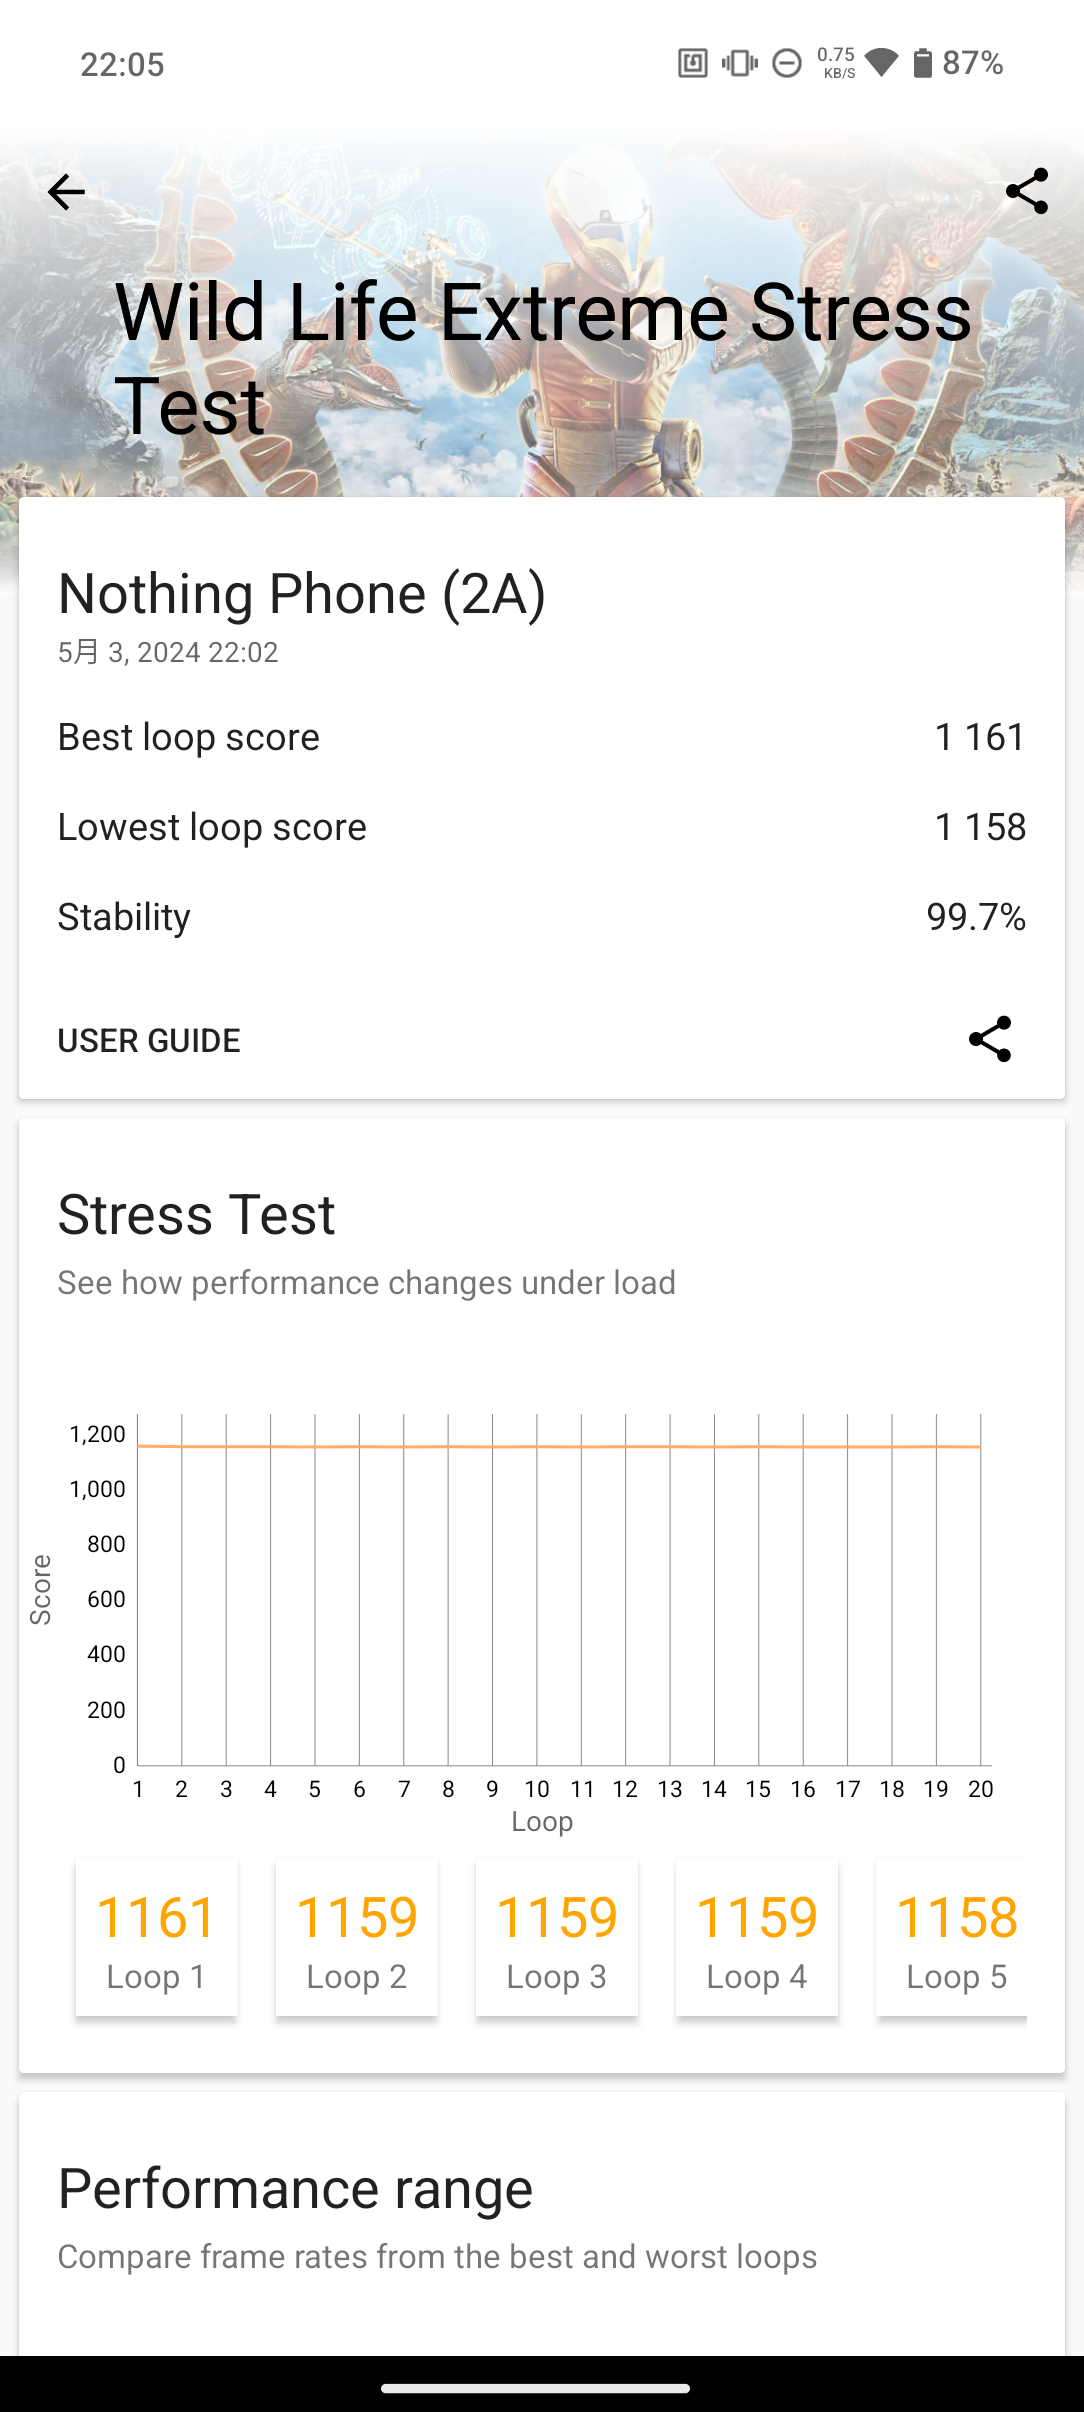 22:05
0.75
KB/S
87%
Wild Life Extreme Stress
Test
Nothing Phone (2A)
5月 3, 2024 22:02
Best loop score 1 161
Lowest loop score 1 158
Stability 99.7%
USER GUIDE
Stress Test
See how performance changes under load
1,200
1,000
800
600
400
200
0
Score
1 2 3 4 5 6 7 8 9 10 11 12 13 14 15 16 17 18 19 20
Loop
1161 1159 1159 1159 1158
Loop 1 Loop 2 Loop 3 Loop 4 Loop 5
Performance range
Compare frame rates from the best and worst loops